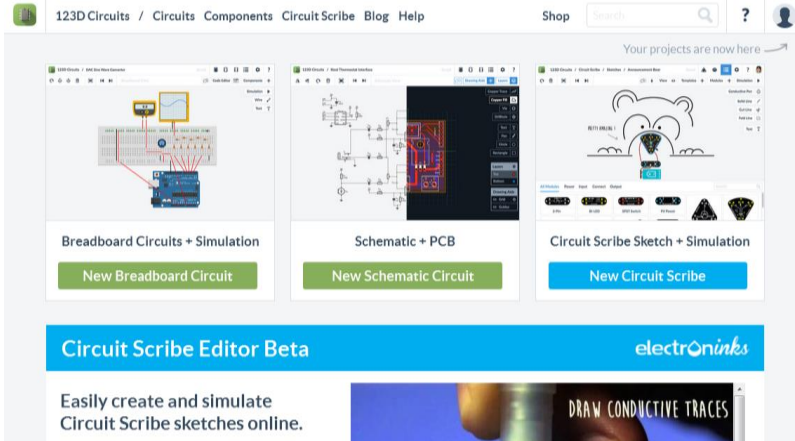 123D Circuits / Circuits Components Circuit Scribe Blog Help Shop Search... ?
Your projects are now here
Breadboard Circuits + Simulation
New Breadboard Circuit
Schematic + PCB
New Schematic Circuit
Circuit Scribe Sketch + Simulation
New Circuit Scribe
Circuit Scribe Editor Beta
electroninks
Easily create and simulate
Circuit Scribe sketches online.
DRAW CONDUCTIVE TRACES